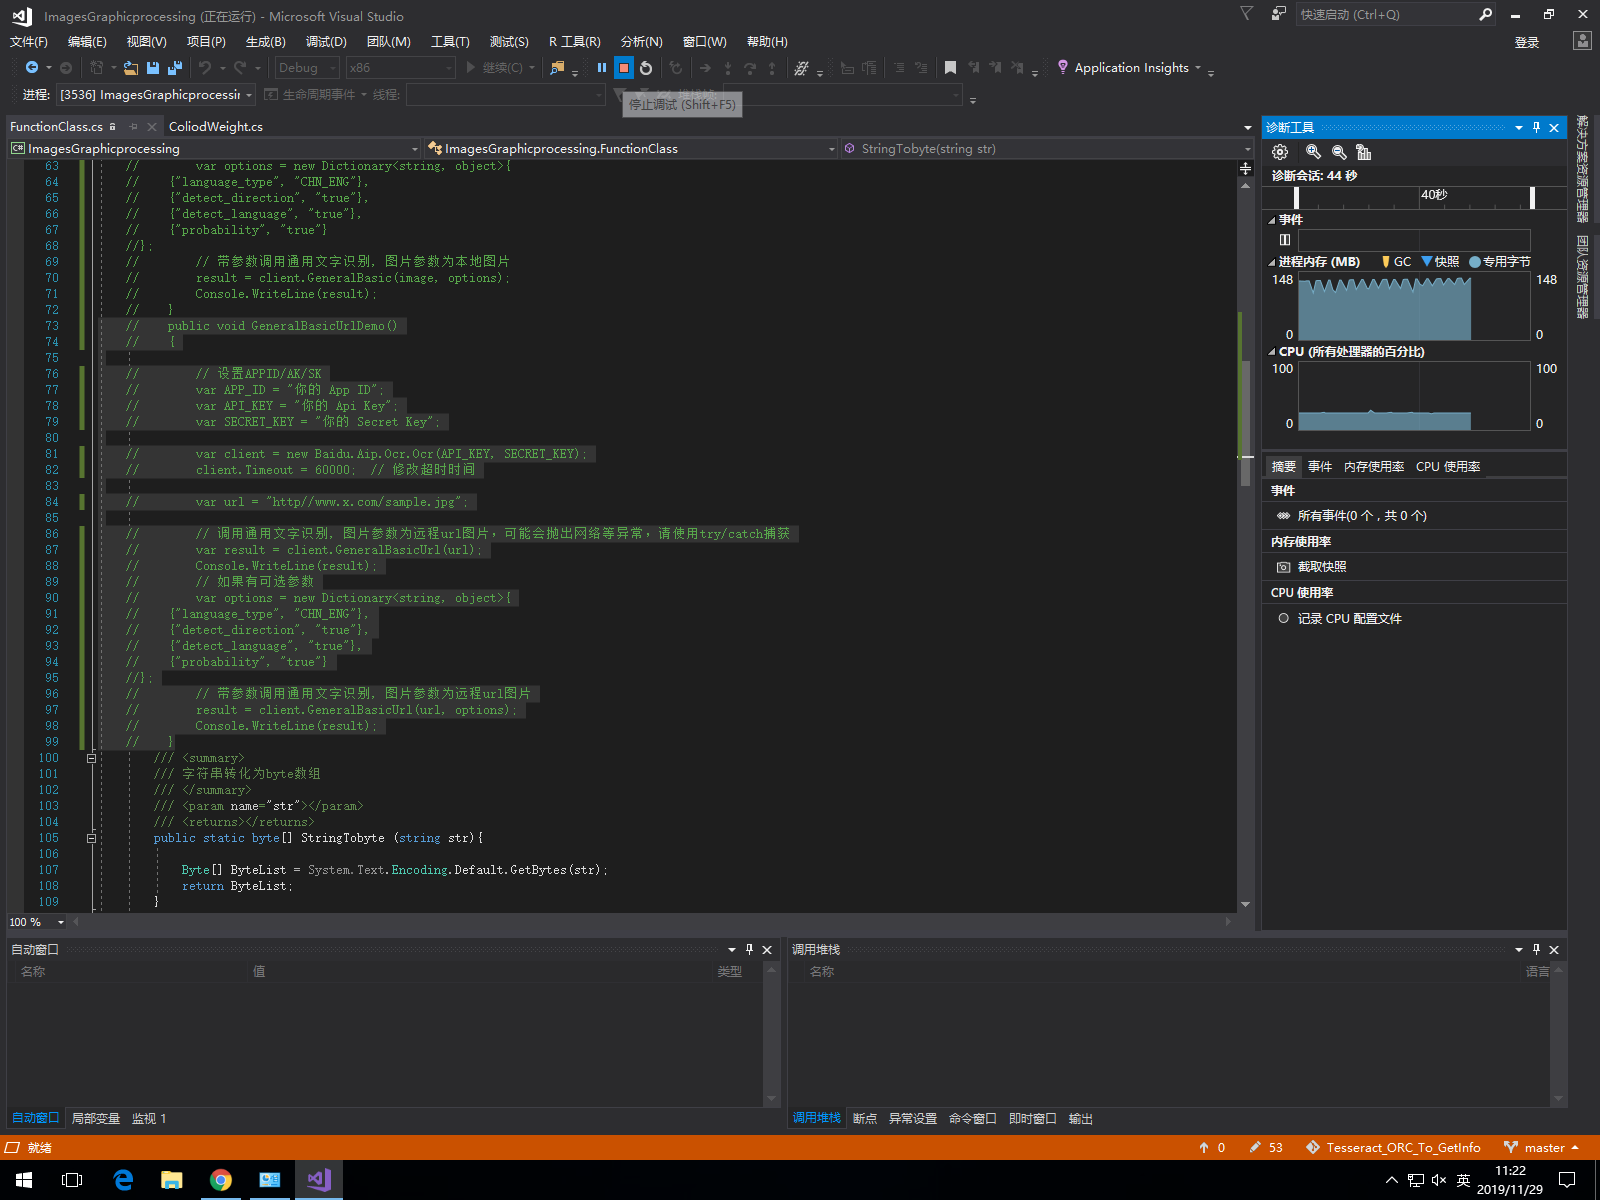 ImagesGraphicprocessing (正在运行) - Microsoft Visual Studio
快速启动 (Ctrl+Q)
文件(F) 编辑(E) 视图(V) 项目(P) 生成(B) 调试(D) 团队(M) 工具(T) 测试(S) R 工具(R) 分析(N) 窗口(W) 帮助(H)
登录
Debug x86 继续(C) Application Insights
进程: [3536] ImagesGraphicprocessin 生命周期事件 线程: 堆栈帧:
停止调试 (Shift+F5)
FunctionClass.cs ColiodWeight.cs
ImagesGraphicprocessing ImagesGraphicprocessing.FunctionClass StringTobyte(string str)
63 // var options = new Dictionary<string, object>{
64 // {"language_type", "CHN_ENG"},
65 // {"detect_direction", "true"},
66 // {"detect_language", "true"},
67 // {"probability", "true"}
68 //};
69 // // 带参数调用通用文字识别, 图片参数为本地图片
70 // result = client.GeneralBasic(image, options);
71 // Console.WriteLine(result);
72 // }
73 // public void GeneralBasicUrlDemo()
74 // {
75
76 // // 设置APPID/AK/SK
77 // var APP_ID = "你的 App ID";
78 // var API_KEY = "你的 Api Key";
79 // var SECRET_KEY = "你的 Secret Key";
80
81 // var client = new Baidu.Aip.Ocr.Ocr(API_KEY, SECRET_KEY);
82 // client.Timeout = 60000; // 修改超时时间
83
84 // var url = "http//www.x.com/sample.jpg";
85
86 // // 调用通用文字识别, 图片参数为远程url图片，可能会抛出网络等异常，请使用try/catch捕获
87 // var result = client.GeneralBasicUrl(url);
88 // Console.WriteLine(result);
89 // // 如果有可选参数
90 // var options = new Dictionary<string, object>{
91 // {"language_type", "CHN_ENG"},
92 // {"detect_direction", "true"},
93 // {"detect_language", "true"},
94 // {"probability", "true"}
95 //};
96 // // 带参数调用通用文字识别, 图片参数为远程url图片
97 // result = client.GeneralBasicUrl(url, options);
98 // Console.WriteLine(result);
99 // }
100 /// <summary>
101 /// 字符串转化为byte数组
102 /// </summary>
103 /// <param name="str"></param>
104 /// <returns></returns>
105 public static byte[] StringTobyte (string str){
106
107 Byte[] ByteList = System.Text.Encoding.Default.GetBytes(str);
108 return ByteList;
109 }
100 %
诊断工具
诊断会话: 44 秒
40秒
事件
进程内存 (MB) GC 快照 专用字节
148 148
0 0
CPU (所有处理器的百分比)
100 100
0 0
摘要 事件 内存使用率 CPU 使用率
事件
所有事件(0 个，共 0 个)
内存使用率
截取快照
CPU 使用率
记录 CPU 配置文件
解决方案资源管理器
团队资源管理器
自动窗口
名称 值 类型
调用堆栈
名称 语言
自动窗口 局部变量 监视 1
调用堆栈 断点 异常设置 命令窗口 即时窗口 输出
就绪
0 53 Tesseract_ORC_To_GetInfo master
英
11:22
2019/11/29